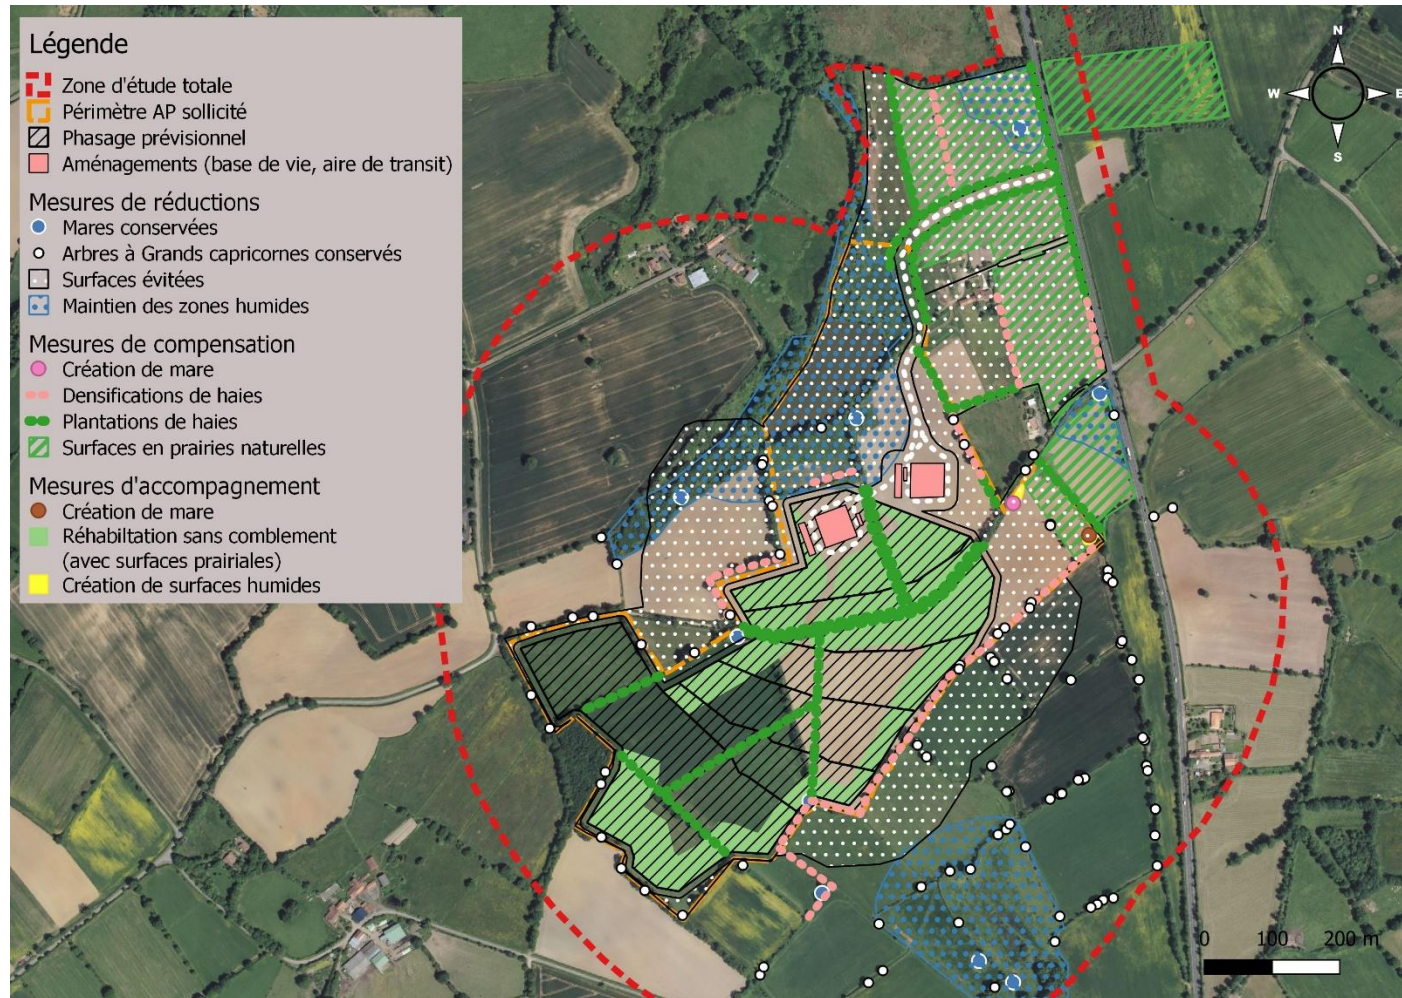 Légende
Zone d'étude totale
Périmètre AP sollicité
Phasage prévisionnel
Aménagements (base de vie, aire de transit)
Mesures de réductions
Mares conservées
Arbres à Grands capricornes conservés
Surfaces évitées
Maintien des zones humides
Mesures de compensation
Création de mare
Densifications de haies
Plantations de haies
Surfaces en prairies naturelles
Mesures d'accompagnement
Création de mare
Réhabiltation sans comblement
(avec surfaces prairiales)
Création de surfaces humides
N
W E
S
0 100 200 m